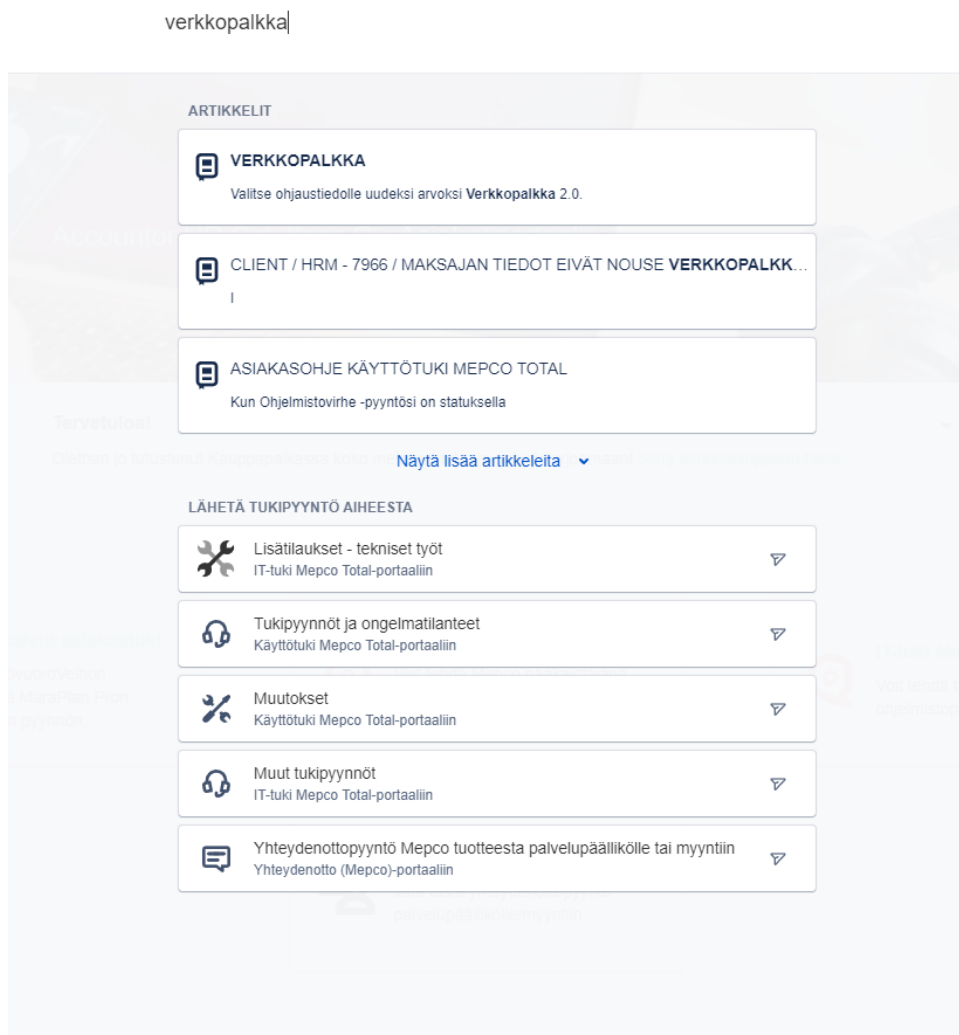 verkkopalkka
ARTIKKELIT
VERKKOPALKKA
Valitse ohjaustiedolle uudeksi arvoksi Verkkopalkka 2.0.
CLIENT / HRM - 7966 / MAKSAJAN TIEDOT EIVÄT NOUSE VERKKOPALKK...
I
ASIAKASOHJE KÄYTTÖTUKI MEPCO TOTAL
Kun Ohjelmistovirhe -pyyntösi on statuksella
Tervetuloa!
Näytä lisää artikkeleita
LÄHETÄ TUKIPYYNTÖ AIHEESTA
Lisätilaukset - tekniset työt
IT-tuki Mepco Total-portaaliin
Tukipyynnöt ja ongelmatilanteet
Käyttötuki Mepco Total-portaaliin
Muutokset
Käyttötuki Mepco Total-portaaliin
Muut tukipyynnöt
IT-tuki Mepco Total-portaaliin
Yhteydenottopyyntö Mepco tuotteesta palvelupäällikölle tai myyntiin
Yhteydenotto (Mepco)-portaaliin